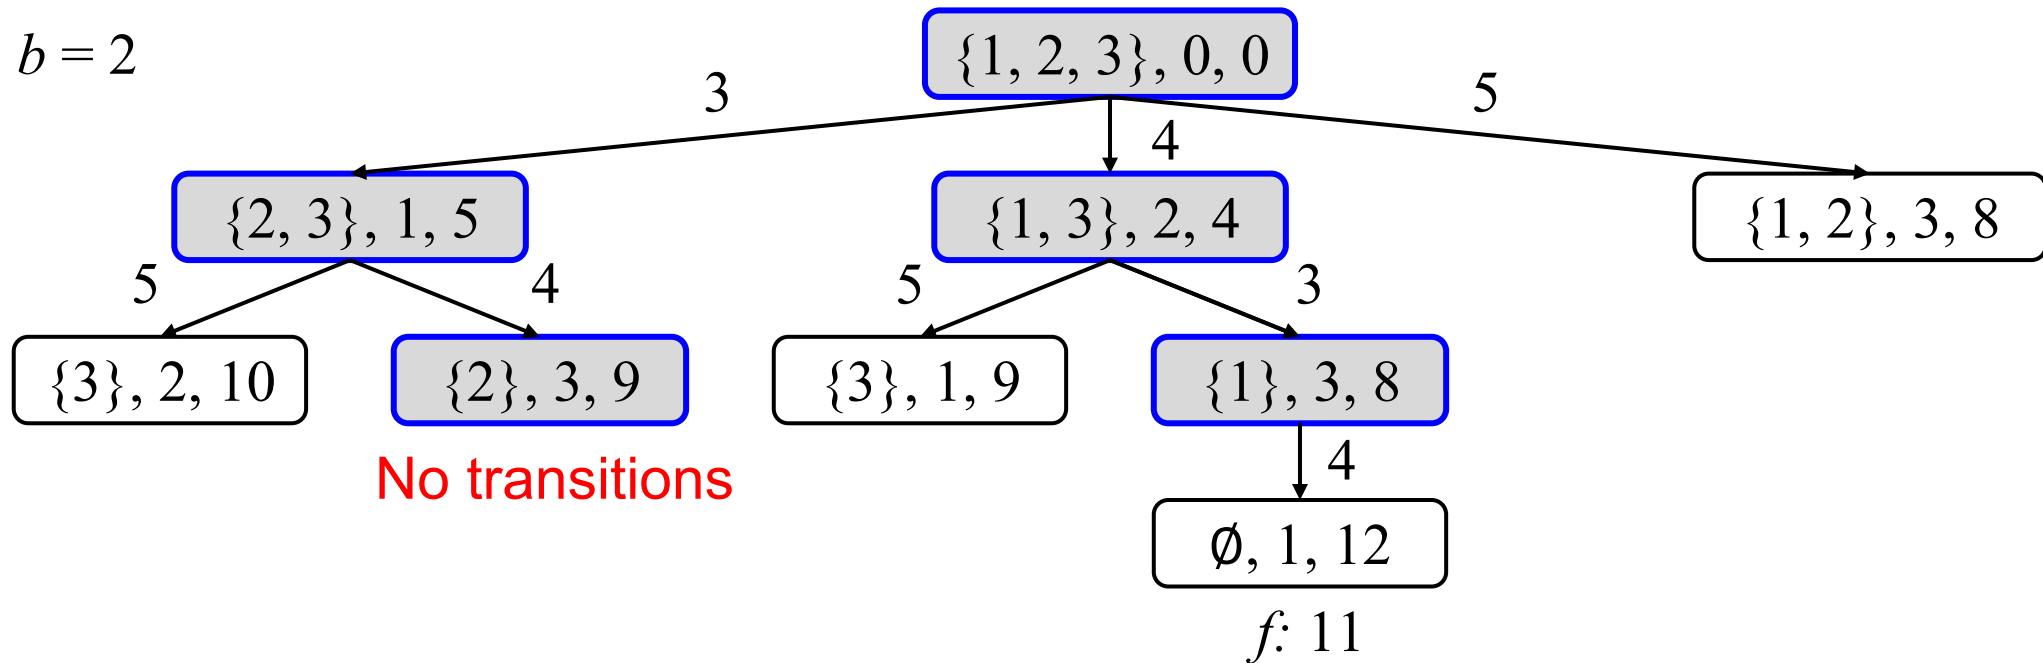 b = 2
{1, 2, 3}, 0, 0
3
4
5
{2, 3}, 1, 5
{1, 3}, 2, 4
{1, 2}, 3, 8
5
4
5
3
{3}, 2, 10
{2}, 3, 9
{3}, 1, 9
{1}, 3, 8
No transitions
4
∅, 1, 12
f: 11